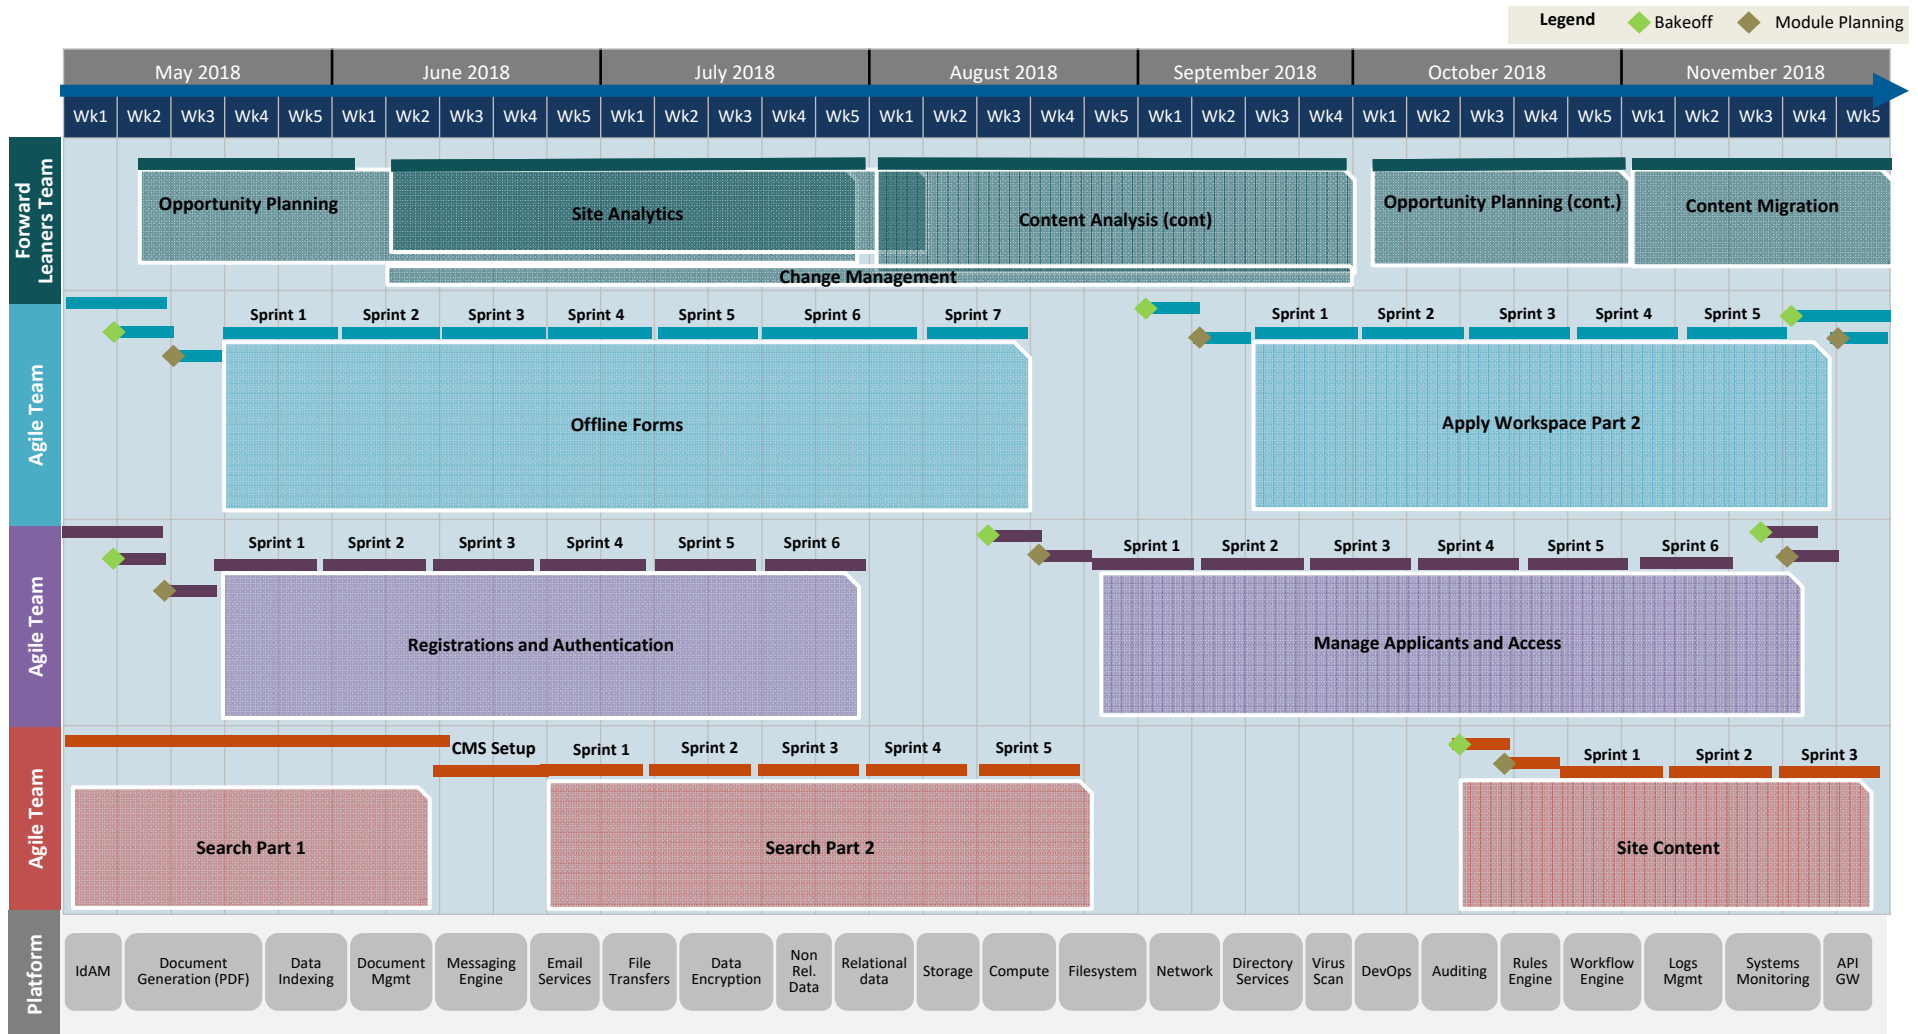 Legend Bakeoff Module Planning
May 2018 June 2018 July 2018 August 2018 September 2018 October 2018 November 2018
Wk1 Wk2 Wk3 Wk4 Wk5 Wk1 Wk2 Wk3 Wk4 Wk5 Wk1 Wk2 Wk3 Wk4 Wk5 Wk1 Wk2 Wk3 Wk4 Wk5 Wk1 Wk2 Wk3 Wk4 Wk1 Wk2 Wk3 Wk4 Wk5 Wk1 Wk2 Wk3 Wk4 Wk5
Forward
Leaners Team
Opportunity Planning
Site Analytics
Content Analysis (cont)
Opportunity Planning (cont.)
Content Migration
Change Management
Agile Team
Sprint 1 Sprint 2 Sprint 3 Sprint 4 Sprint 5 Sprint 6 Sprint 7
Sprint 1 Sprint 2 Sprint 3 Sprint 4 Sprint 5
Offline Forms
Apply Workspace Part 2
Agile Team
Sprint 1 Sprint 2 Sprint 3 Sprint 4 Sprint 5 Sprint 6
Sprint 1 Sprint 2 Sprint 3 Sprint 4 Sprint 5 Sprint 6
Registrations and Authentication
Manage Applicants and Access
Agile Team
CMS Setup Sprint 1 Sprint 2 Sprint 3 Sprint 4 Sprint 5
Sprint 1 Sprint 2 Sprint 3
Search Part 1
Search Part 2
Site Content
Platform
IdAM
Document
Generation (PDF)
Data
Indexing
Document
Mgmt
Messaging
Engine
Email
Services
File
Transfers
Data
Encryption
Non
Rel.
Data
Relational
data
Storage
Compute
Filesystem
Network
Directory
Services
Virus
Scan
DevOps
Auditing
Rules
Engine
Workflow
Engine
Logs
Mgmt
Systems
Monitoring
API
GW